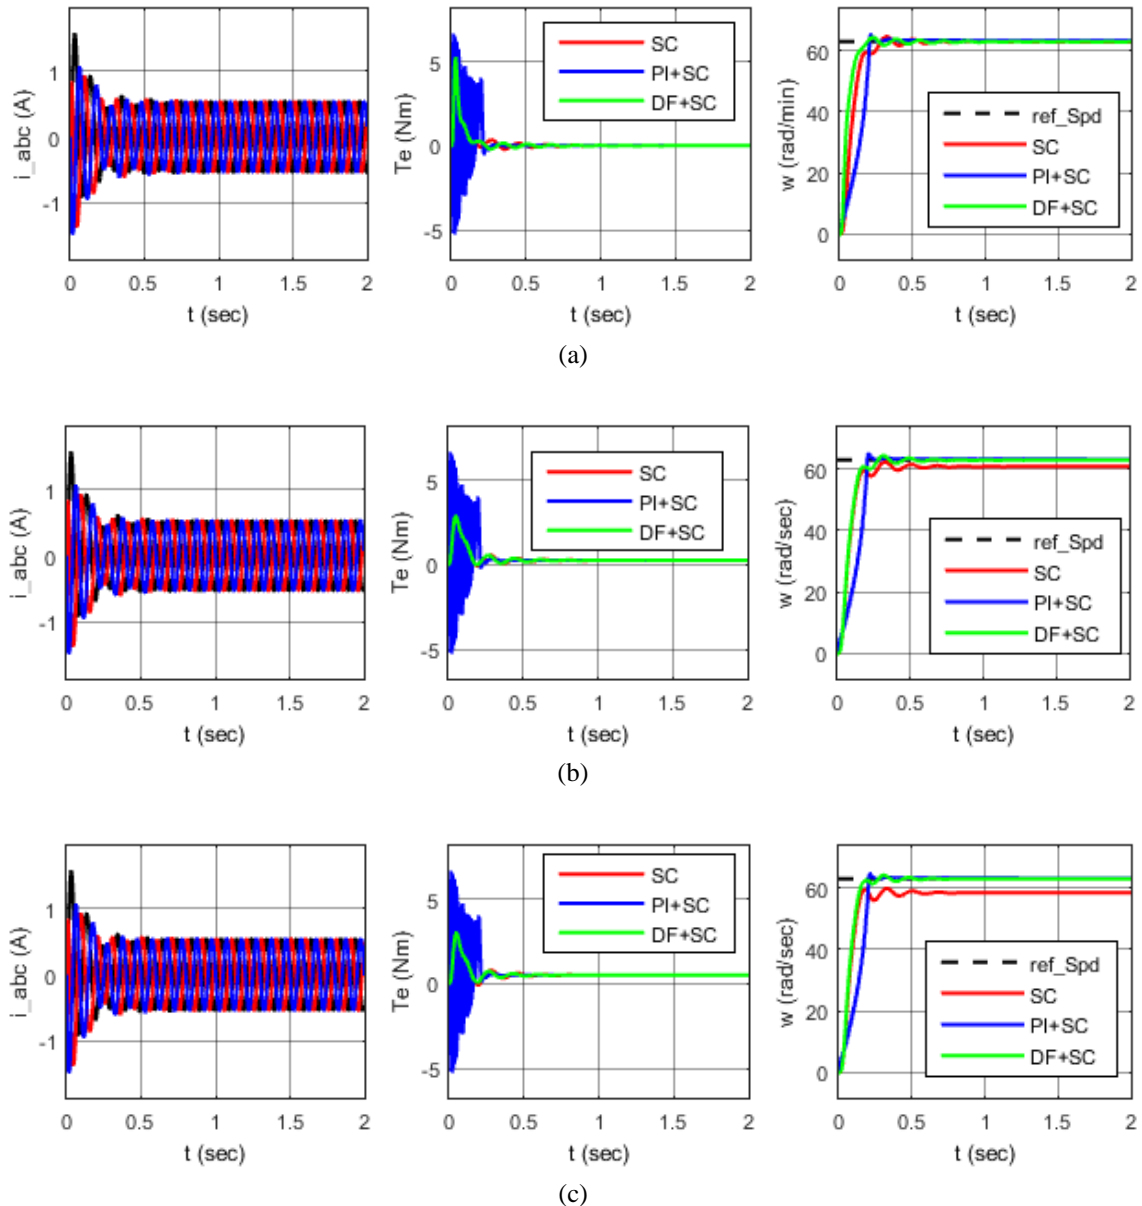 i_abc (A)
1
0
-1
0 0.5 1 1.5 2
t (sec)
Te (Nm)
5
0
-5
SC
PI+SC
DF+SC
0 0.5 1 1.5 2
t (sec)
w (rad/min)
60
40
20
0
ref_Spd
SC
PI+SC
DF+SC
0 0.5 1 1.5 2
t (sec)
(a)
i_abc (A)
1
0
-1
0 0.5 1 1.5 2
t (sec)
Te (Nm)
5
0
-5
SC
PI+SC
DF+SC
0 0.5 1 1.5 2
t (sec)
w (rad/sec)
60
40
20
0
ref_Spd
SC
PI+SC
DF+SC
0 0.5 1 1.5 2
t (sec)
(b)
i_abc (A)
1
0
-1
0 0.5 1 1.5 2
t (sec)
Te (Nm)
5
0
-5
SC
PI+SC
DF+SC
0 0.5 1 1.5 2
t (sec)
w (rad/sec)
60
40
20
0
ref_Spd
SC
PI+SC
DF+SC
0 0.5 1 1.5 2
t (sec)
(c)